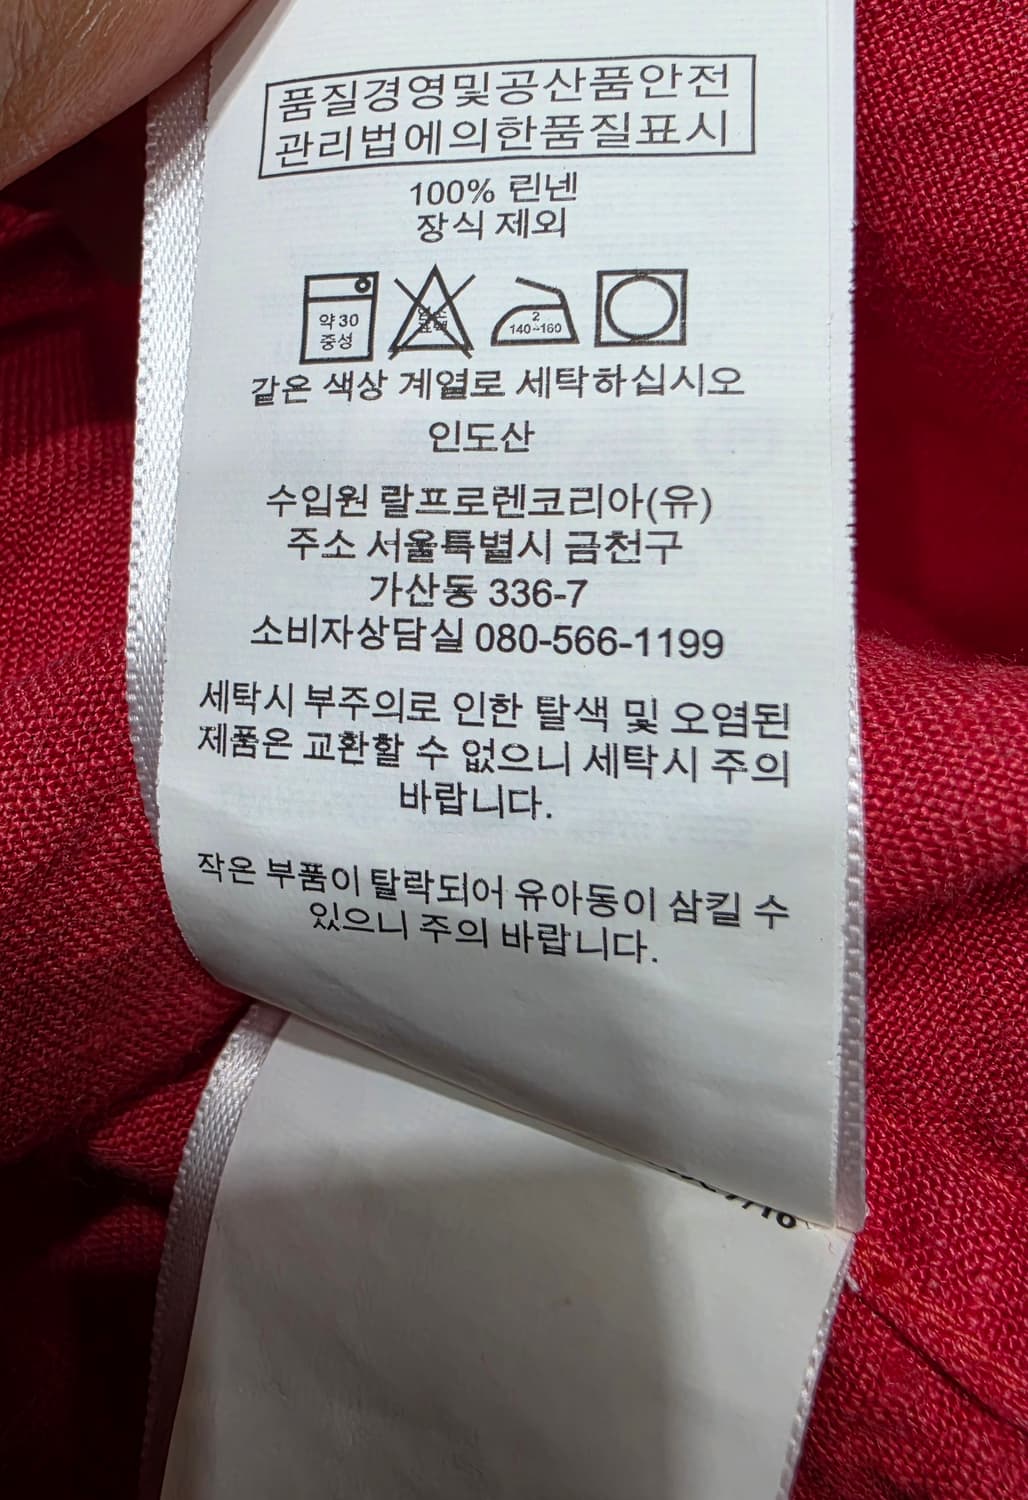 품질경영및공산품안전
관리법에의한품질표시
100% 린넨
장식 제외
약 30
중성
염소
표백
2
140~160
같은 색상 계열로 세탁하십시오
인도산
수입원 랄프로렌코리아(유)
주소 서울특별시 금천구
가산동 336-7
소비자상담실 080-566-1199
세탁시 부주의로 인한 탈색 및 오염된
제품은 교환할 수 없으니 세탁시 주의
바랍니다.
작은 부품이 탈락되어 유아동이 삼킬 수
있으니 주의 바랍니다.